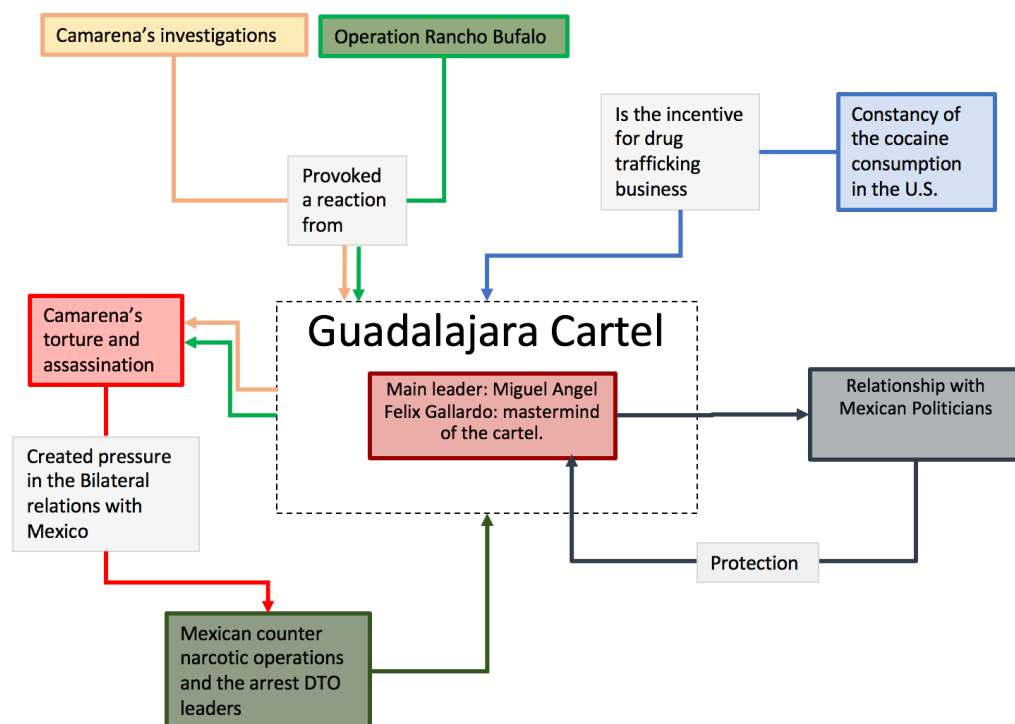 Camarena's investigations
Operation Rancho Bufalo
Is the incentive
for drug
trafficking
business
Constancy of
the cocaine
consumption
in the U.S.
Provoked
a reaction
from
Guadalajara Cartel
Camarena's
torture and
assassination
Main leader: Miguel Angel
Felix Gallardo: mastermind
of the cartel.
Relationship with
Mexican Politicians
Created pressure
in the Bilateral
relations with
Mexico
Protection
Mexican counter
narcotic operations
and the arrest DTO
leaders